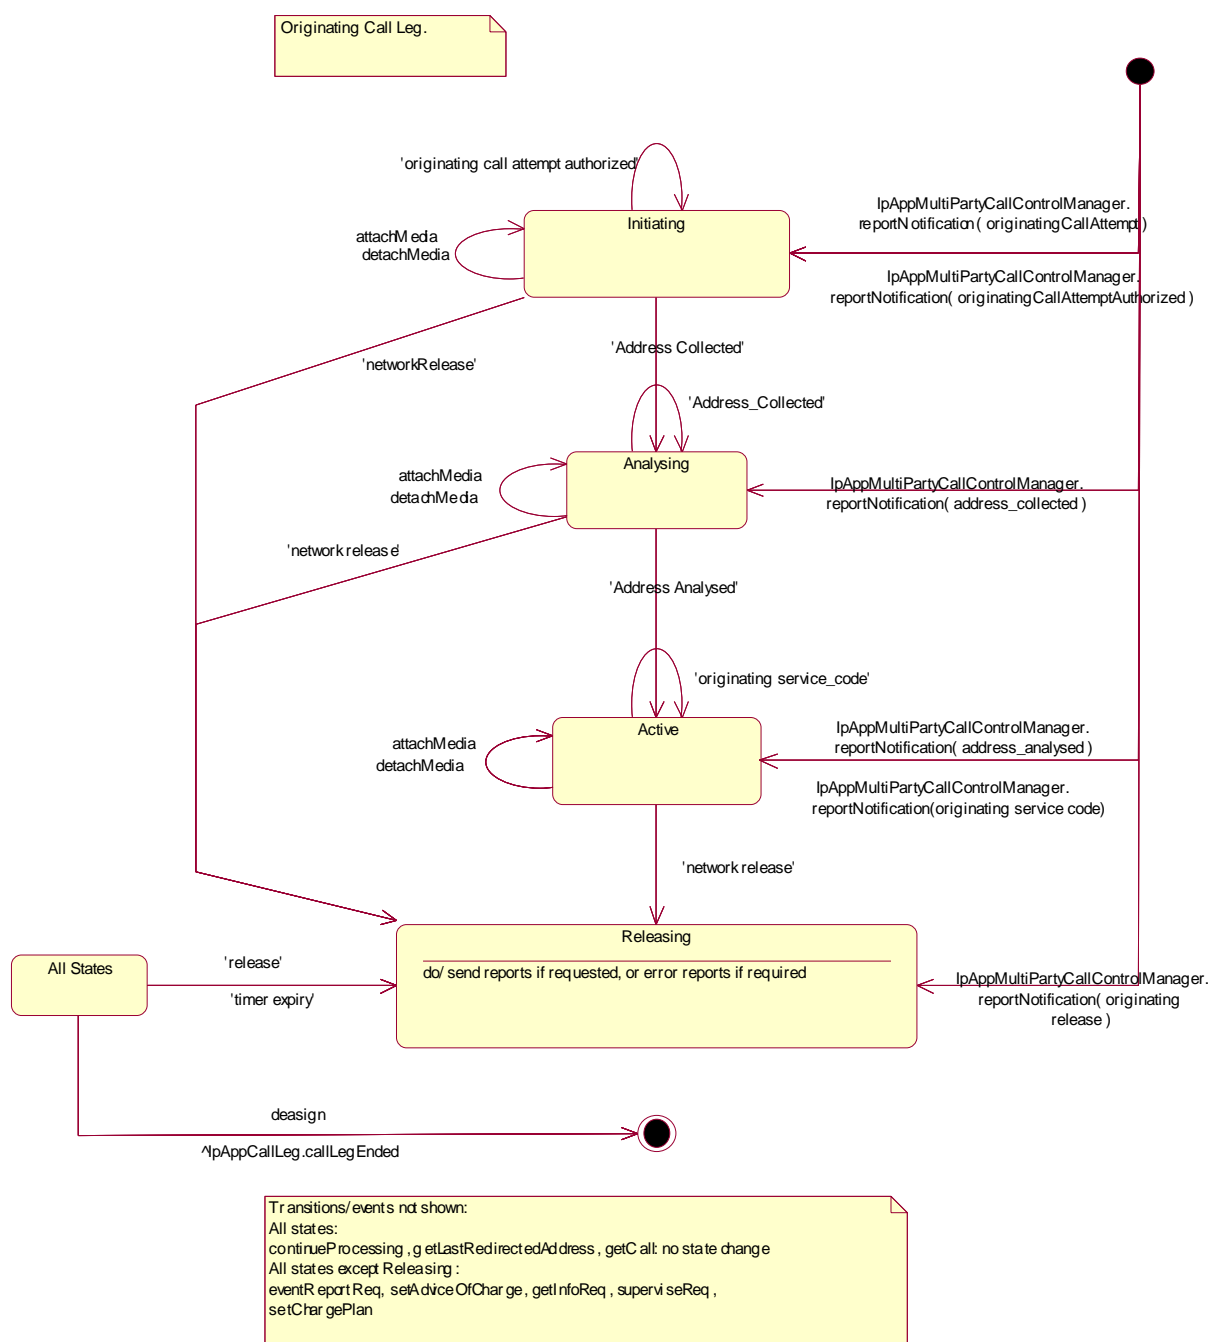 Originating Call Leg.
'originating call attempt authorized'
IpAppMultiPartyCallControlManager.
reportNotification( originatingCallAttempt )
Initiating
attachMedia
detachMedia
IpAppMultiPartyCallControlManager.
reportNotification( originatingCallAttemptAuthorized )
'Address Collected'
'networkRelease'
'Address_Collected'
Analysing
attachMedia
detachMedia
IpAppMultiPartyCallControlManager.
reportNotification( address_collected )
'network release'
'Address Analysed'
'originating service_code'
Active
attachMedia
detachMedia
IpAppMultiPartyCallControlManager.
reportNotification( address_analysed )
IpAppMultiPartyCallControlManager.
reportNotification(originating service code)
'network release'
Releasing
do/ send reports if requested, or error reports if required
All States
'release'
'timer expiry'
IpAppMultiPartyCallControlManager.
reportNotification( originating
release )
deasign
^IpAppCallLeg.callLegEnded
Transitions/events not shown:
All states:
continueProcessing , getLastRedirectedAddress , getCall: no state change
All states except Releasing :
eventReportReq, setAdviceOfCharge , getInfoReq , superviseReq ,
setChargePlan